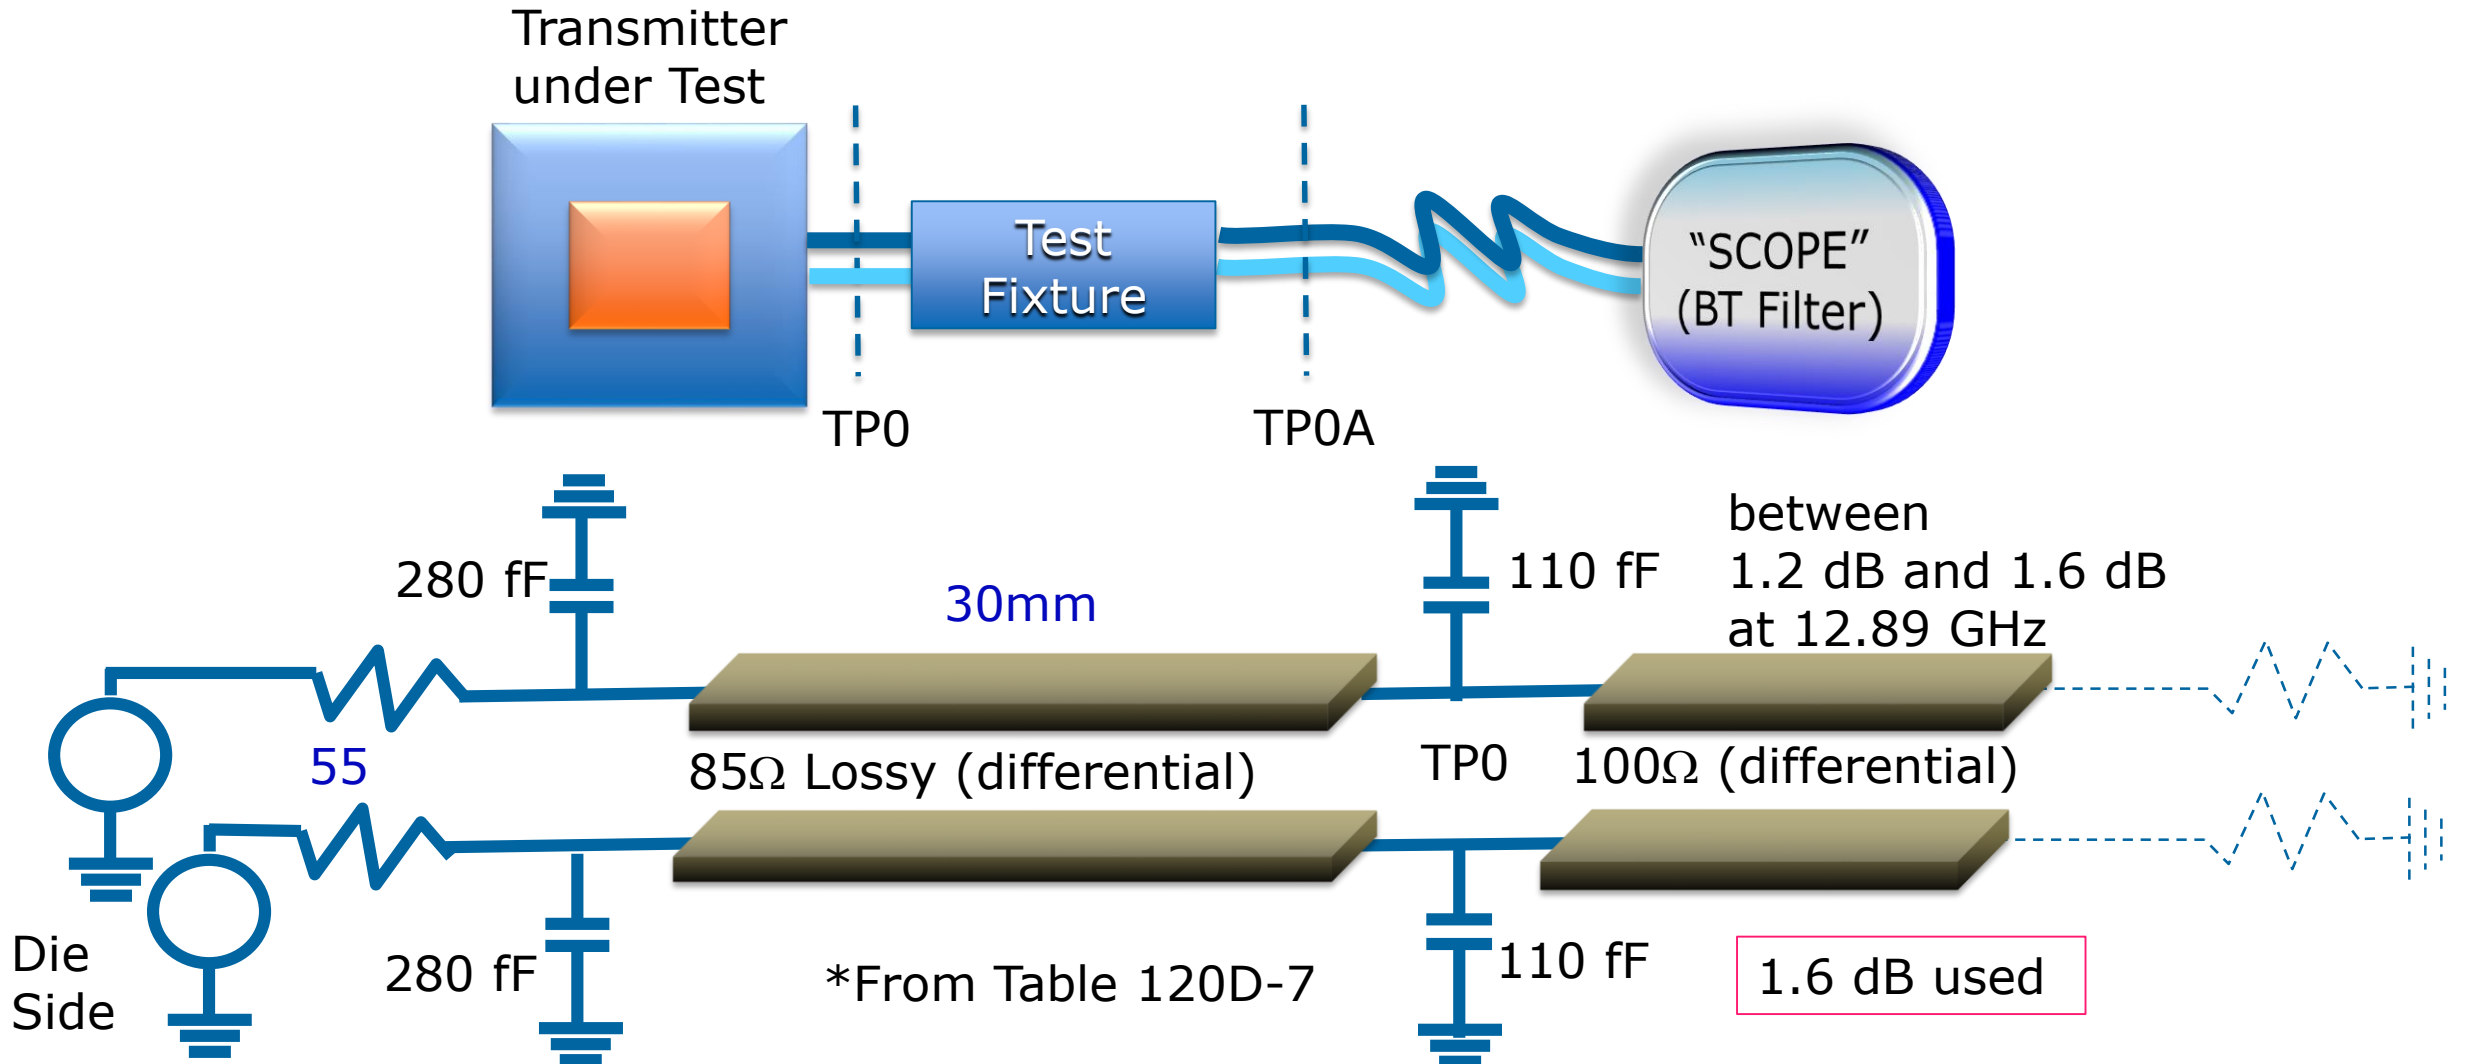 Transmitter
under Test
Test
Fixture
“SCOPE”
(BT Filter)
TP0
TP0A
280 fF
30mm
110 fF
between
1.2 dB and 1.6 dB
at 12.89 GHz
55
85Ω Lossy (differential)
TP0
100Ω (differential)
Die
Side
280 fF
*From Table 120D-7
110 fF
1.6 dB used